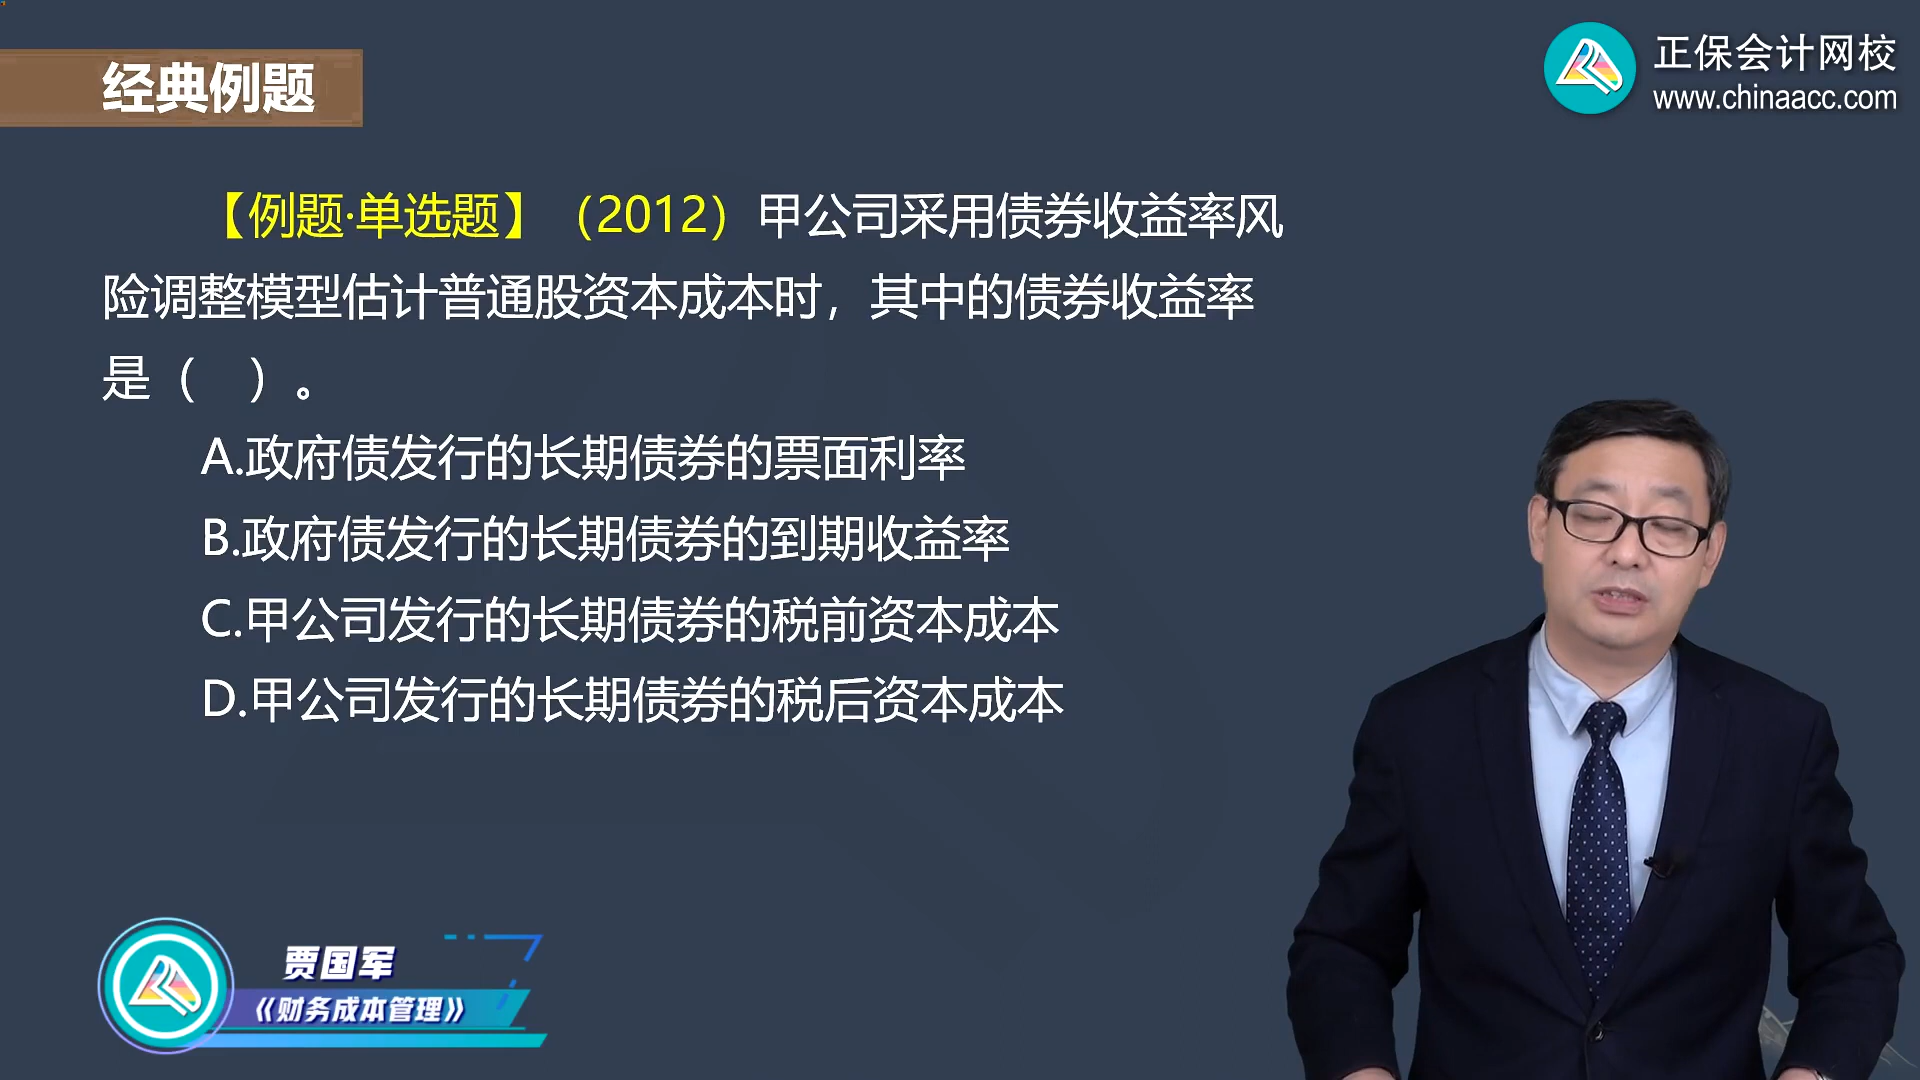 经典例题
正保会计网校
www.chinaacc.com
【例题·单选题】（2012）甲公司采用债券收益率风
险调整模型估计普通股资本成本时，其中的债券收益率
是（　）。
A.政府债发行的长期债券的票面利率
B.政府债发行的长期债券的到期收益率
C.甲公司发行的长期债券的税前资本成本
D.甲公司发行的长期债券的税后资本成本
贾国军
《财务成本管理》